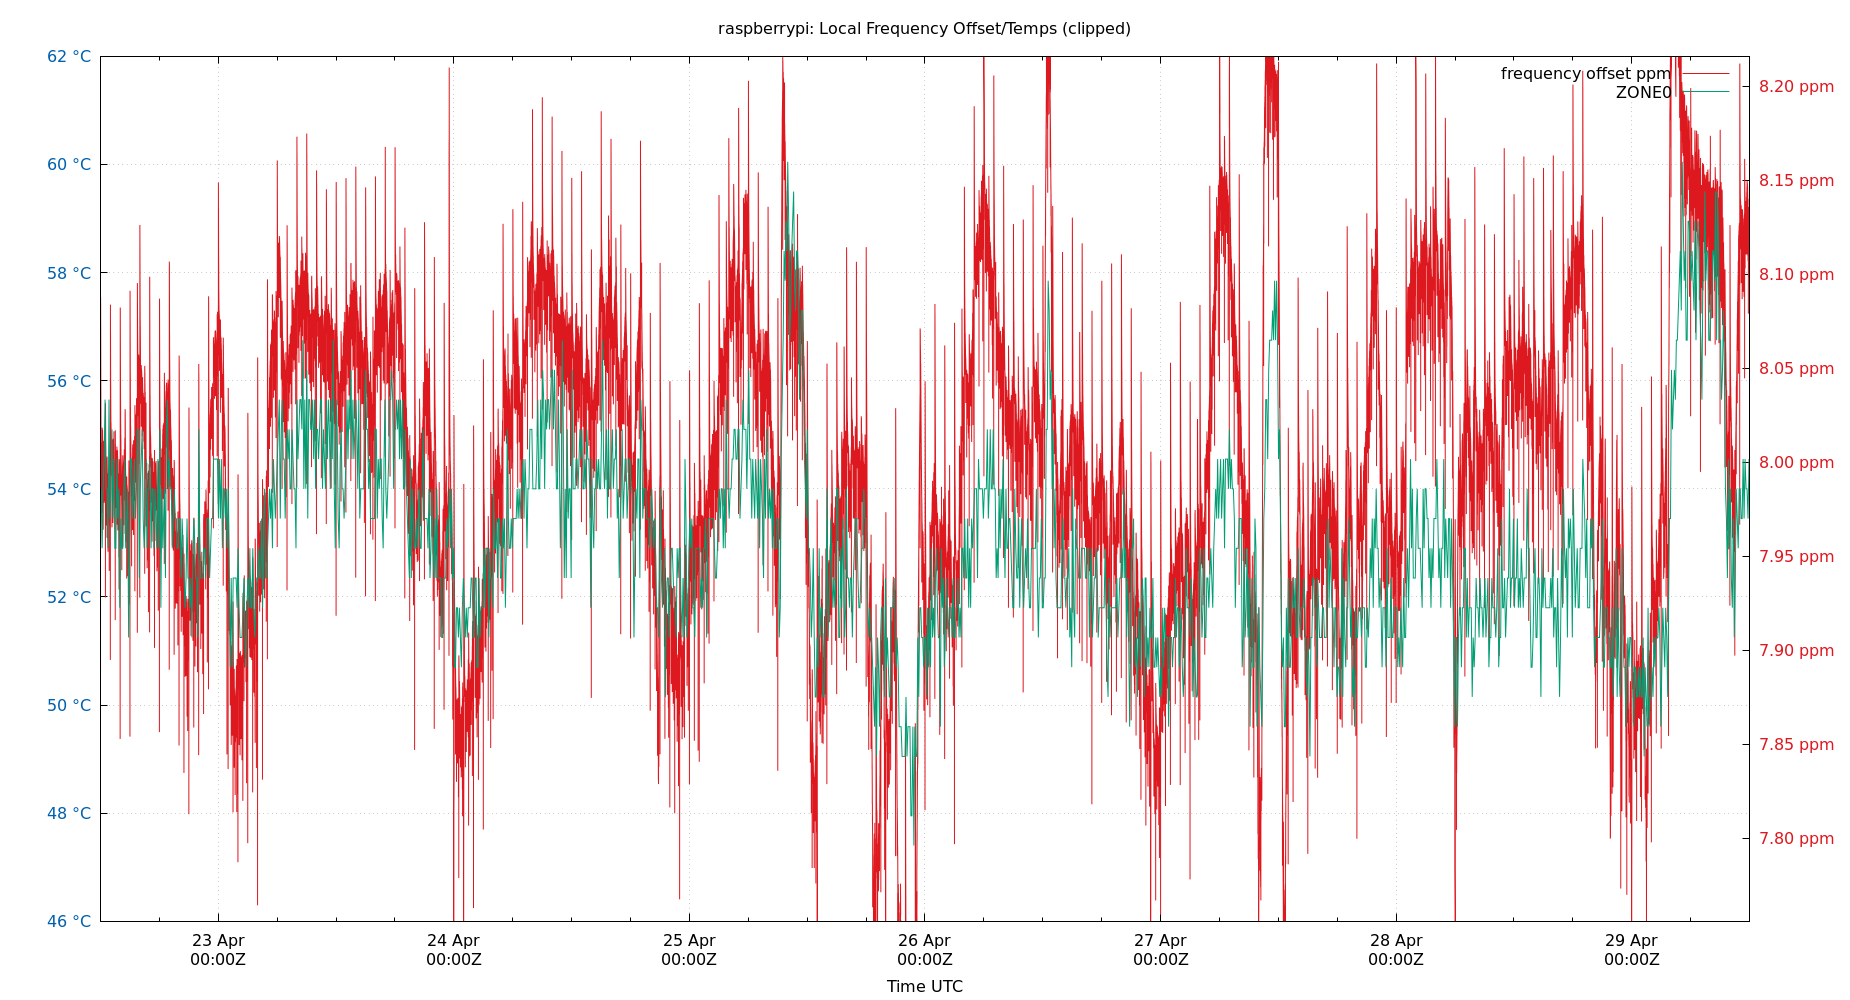 raspberrypi: Local Frequency Offset/Temps (clipped)
62 °C
60 °C
58 °C
56 °C
54 °C
52 °C
50 °C
48 °C
46 °C
frequency offset ppm
ZONE0
8.20 ppm
8.15 ppm
8.10 ppm
8.05 ppm
8.00 ppm
7.95 ppm
7.90 ppm
7.85 ppm
7.80 ppm
23 Apr
00:00Z
24 Apr
00:00Z
25 Apr
00:00Z
26 Apr
00:00Z
27 Apr
00:00Z
28 Apr
00:00Z
29 Apr
00:00Z
Time UTC